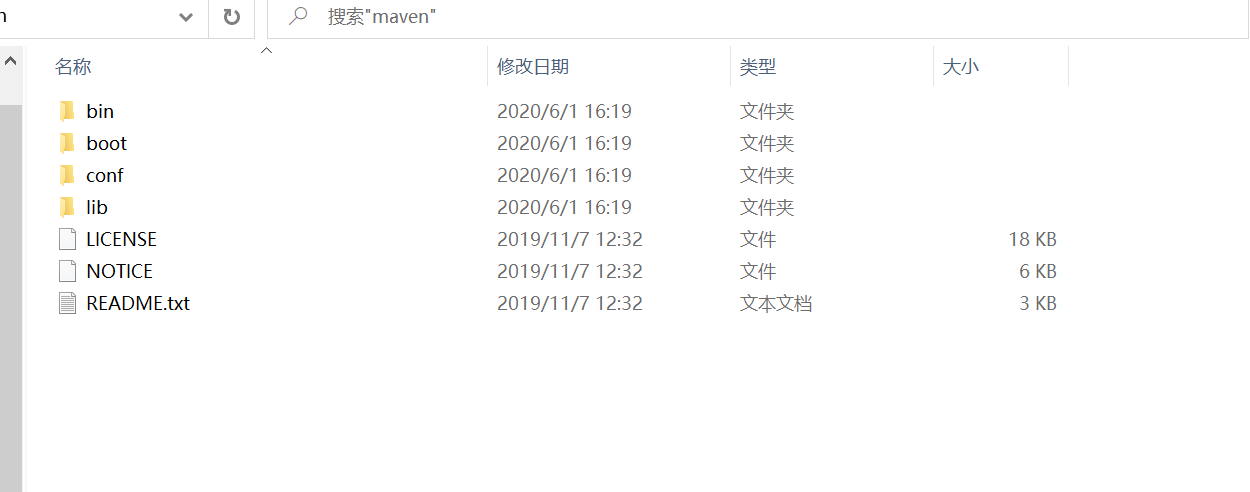 搜索"maven"
名称 修改日期 类型 大小
bin 2020/6/1 16:19 文件夹
boot 2020/6/1 16:19 文件夹
conf 2020/6/1 16:19 文件夹
lib 2020/6/1 16:19 文件夹
LICENSE 2019/11/7 12:32 文件 18 KB
NOTICE 2019/11/7 12:32 文件 6 KB
README.txt 2019/11/7 12:32 文本文档 3 KB